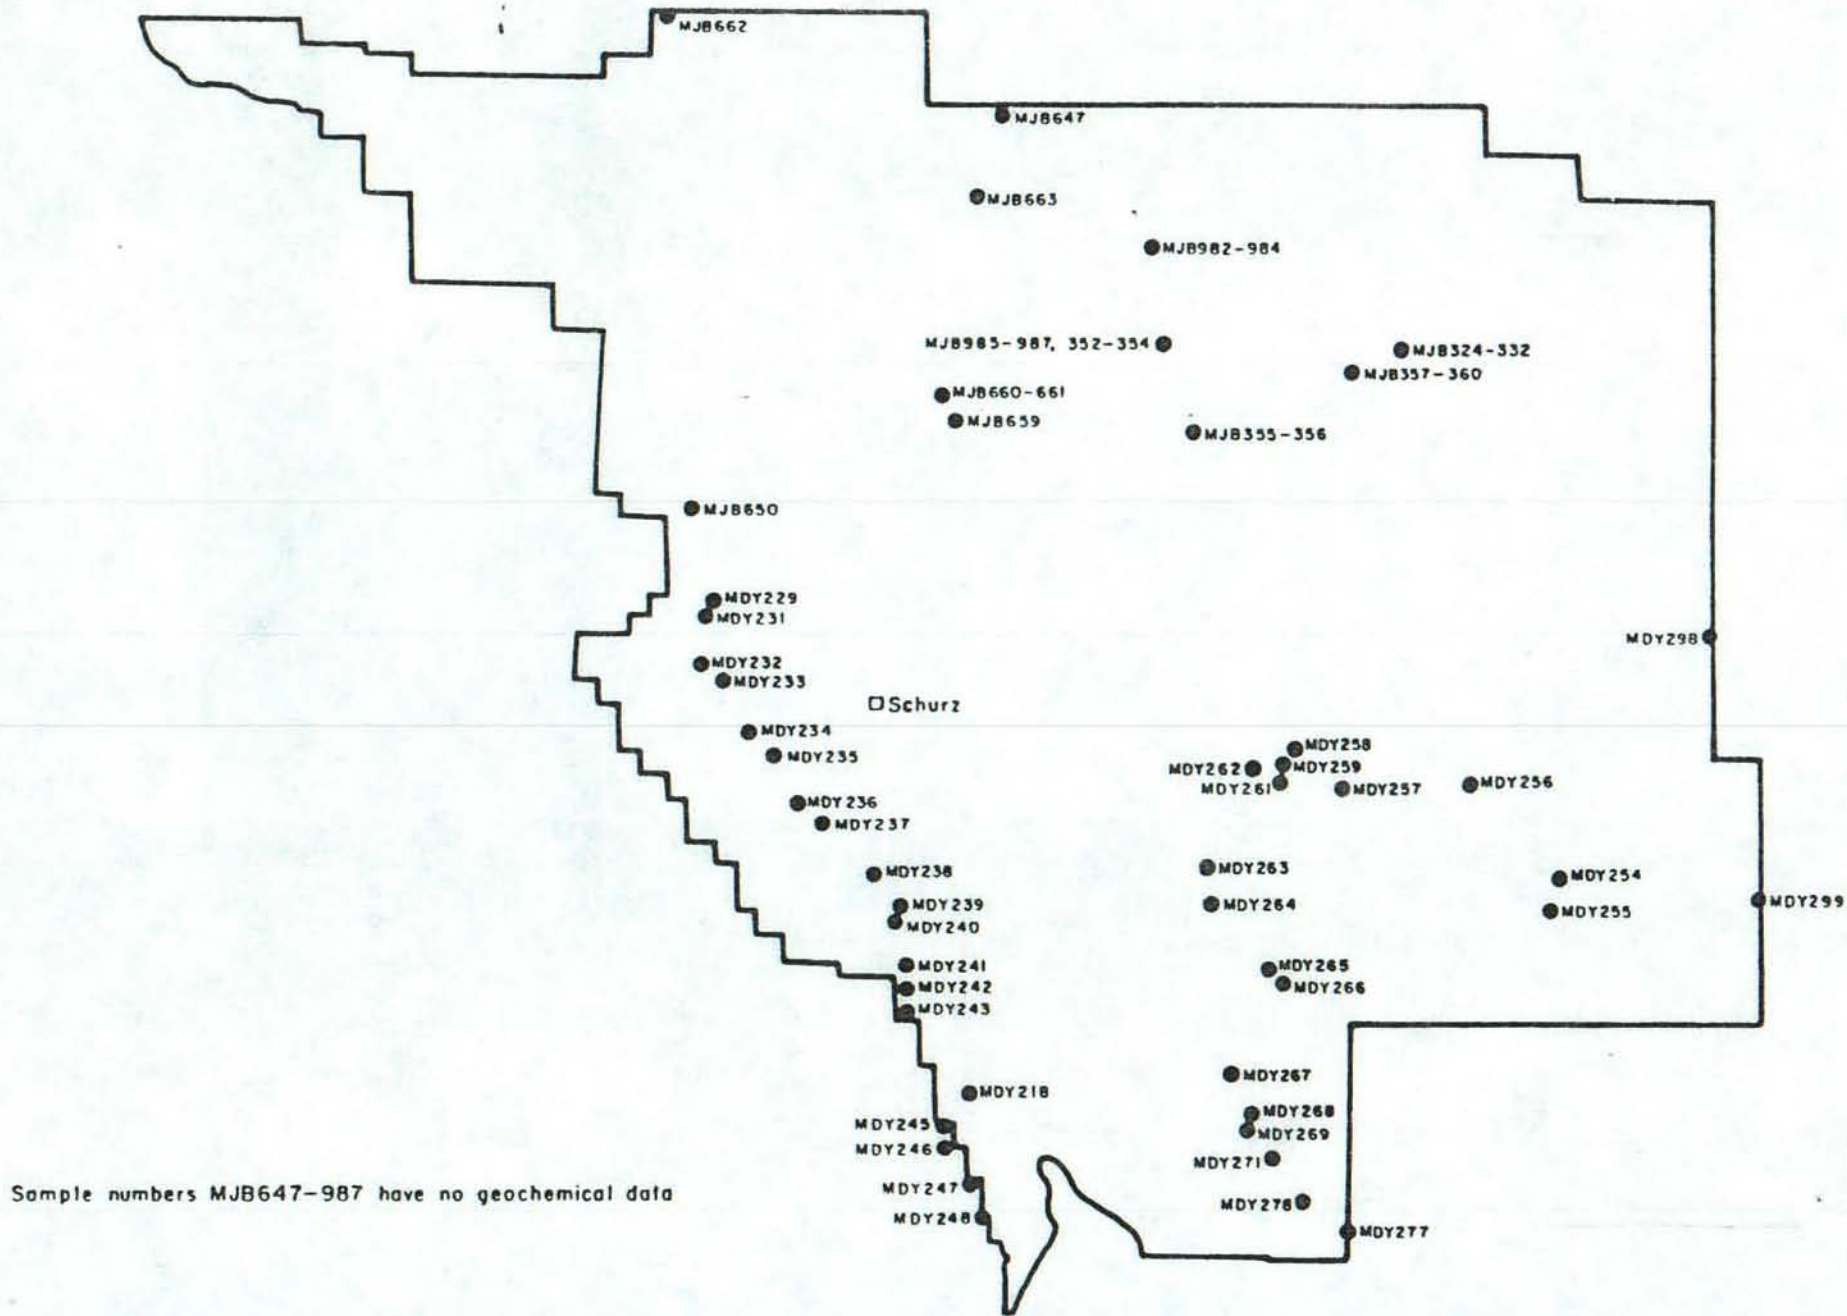 MJB662
MJB647
MJB663
MJB982-984
MJB985-987, 352-354
MJB324-332
MJB357-360
MJB660-661
MJB659
MJB355-356
MJB650
MDY229
MDY231
MDY298
MDY232
MDY233
Schurz
MDY234
MDY235
MDY258
MDY262
MDY259
MDY261
MDY257
MDY256
MDY236
MDY237
MDY238
MDY263
MDY254
MDY299
MDY239
MDY264
MDY255
MDY240
MDY241
MDY265
MDY242
MDY266
MDY243
MDY267
MDY218
MDY268
MDY245
MDY269
MDY246
MDY271
MDY247
Sample numbers MJB647-987 have no geochemical data
MDY278
MDY248
MDY277